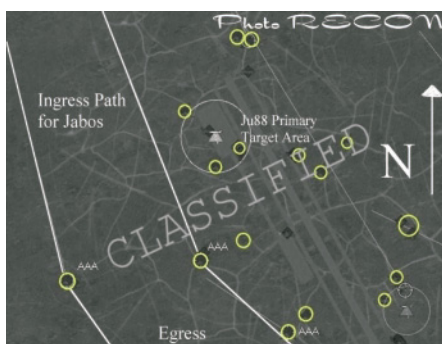 Photo RECON
Ingress Path
for Jabos
Ju88 Primary
Target Area
CLASSIFIED
N
AAA
AAA
Egress
AAA